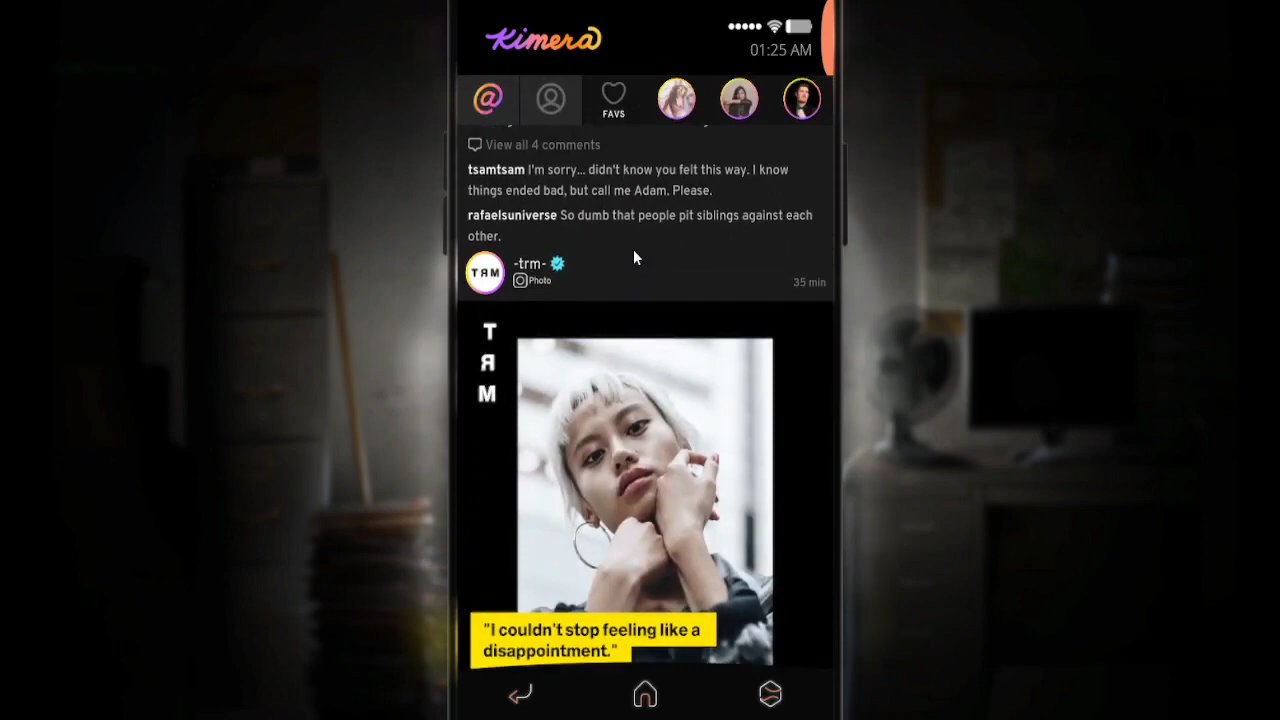 Kimera
01:25 AM
@
FAVS
View all 4 comments
tsamtsam I'm sorry... didn't know you felt this way. I know
things ended bad, but call me Adam. Please.
rafaelsuniverse So dumb that people pit siblings against each
other.
TЯM
-trm-
Photo
35 min
T
Я
M
"I couldn't stop feeling like a
disappointment."